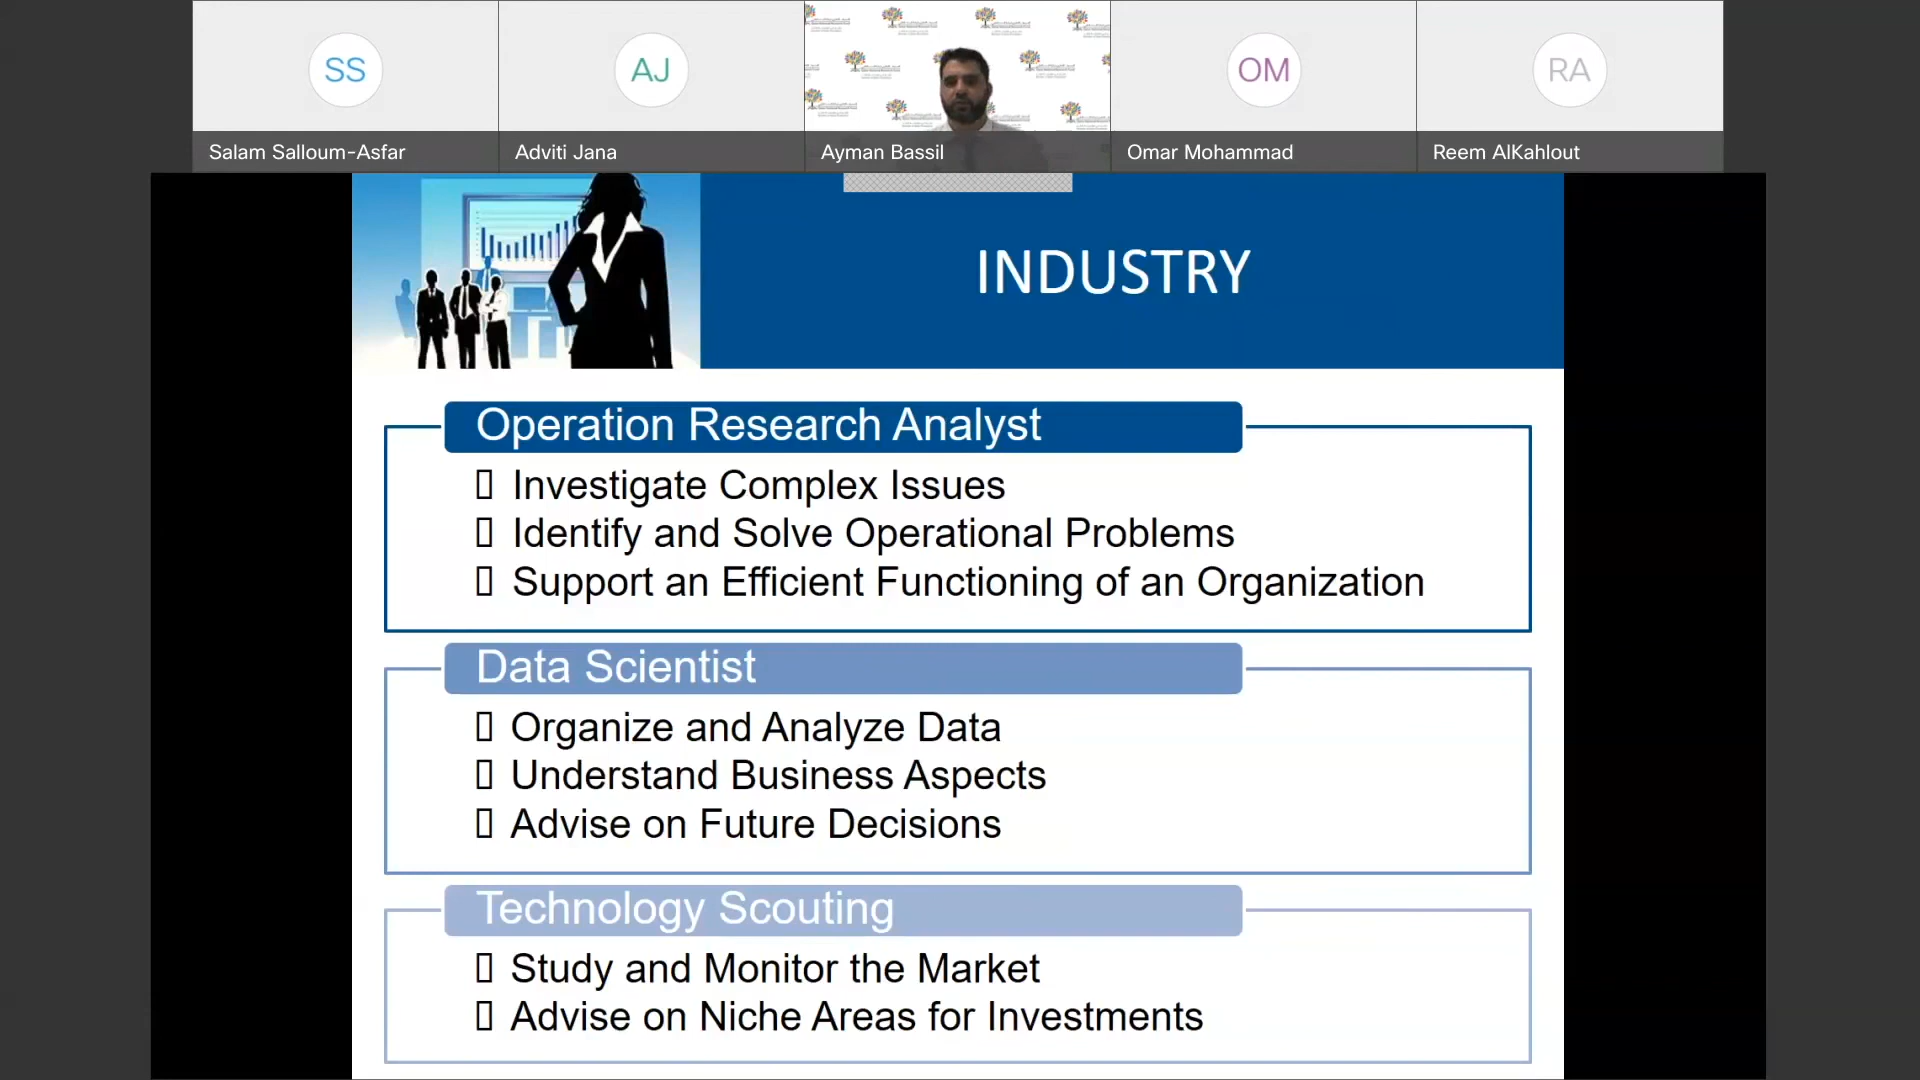 SS
AJ
OM
RA
Salam Salloum-Asfar
Adviti Jana
Ayman Bassil
Omar Mohammad
Reem AlKahlout
INDUSTRY
Operation Research Analyst
Investigate Complex Issues
Identify and Solve Operational Problems
Support an Efficient Functioning of an Organization
Data Scientist
Organize and Analyze Data
Understand Business Aspects
Advise on Future Decisions
Technology Scouting
Study and Monitor the Market
Advise on Niche Areas for Investments